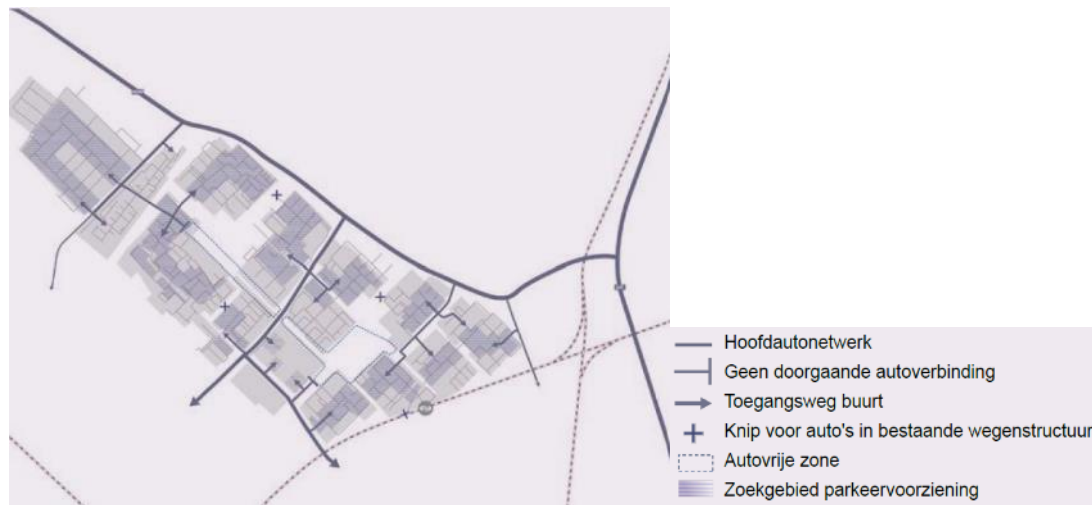 Hoofdautonetwerk
Geen doorgaande autoverbinding
Toegangsweg buurt
Knip voor auto's in bestaande wegenstructuur
Autovrije zone
Zoekgebied parkeervoorziening